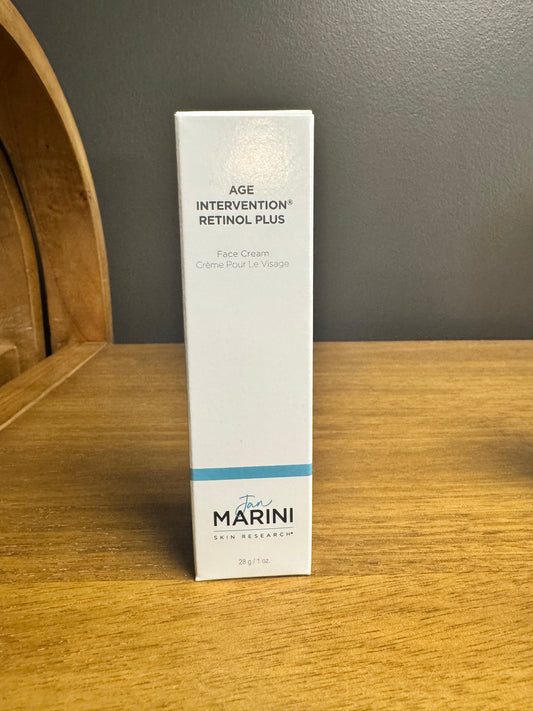 AGE
INTERVENTION®
RETINOL PLUS
Face Cream
Crème Pour Le Visage
Jan
MARINI
SKIN RESEARCH®
28 g / 1 oz.